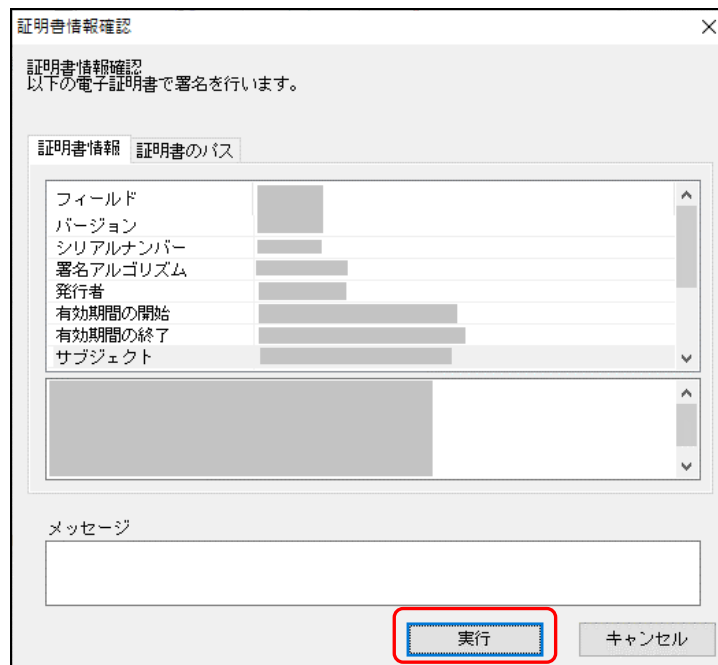 証明書情報確認
証明書情報確認
以下の電子証明書で署名を行います。
証明書情報 証明書のパス
フィールド
バージョン
シリアルナンバー
署名アルゴリズム
発行者
有効期間の開始
有効期間の終了
サブジェクト
メッセージ
実行 キャンセル